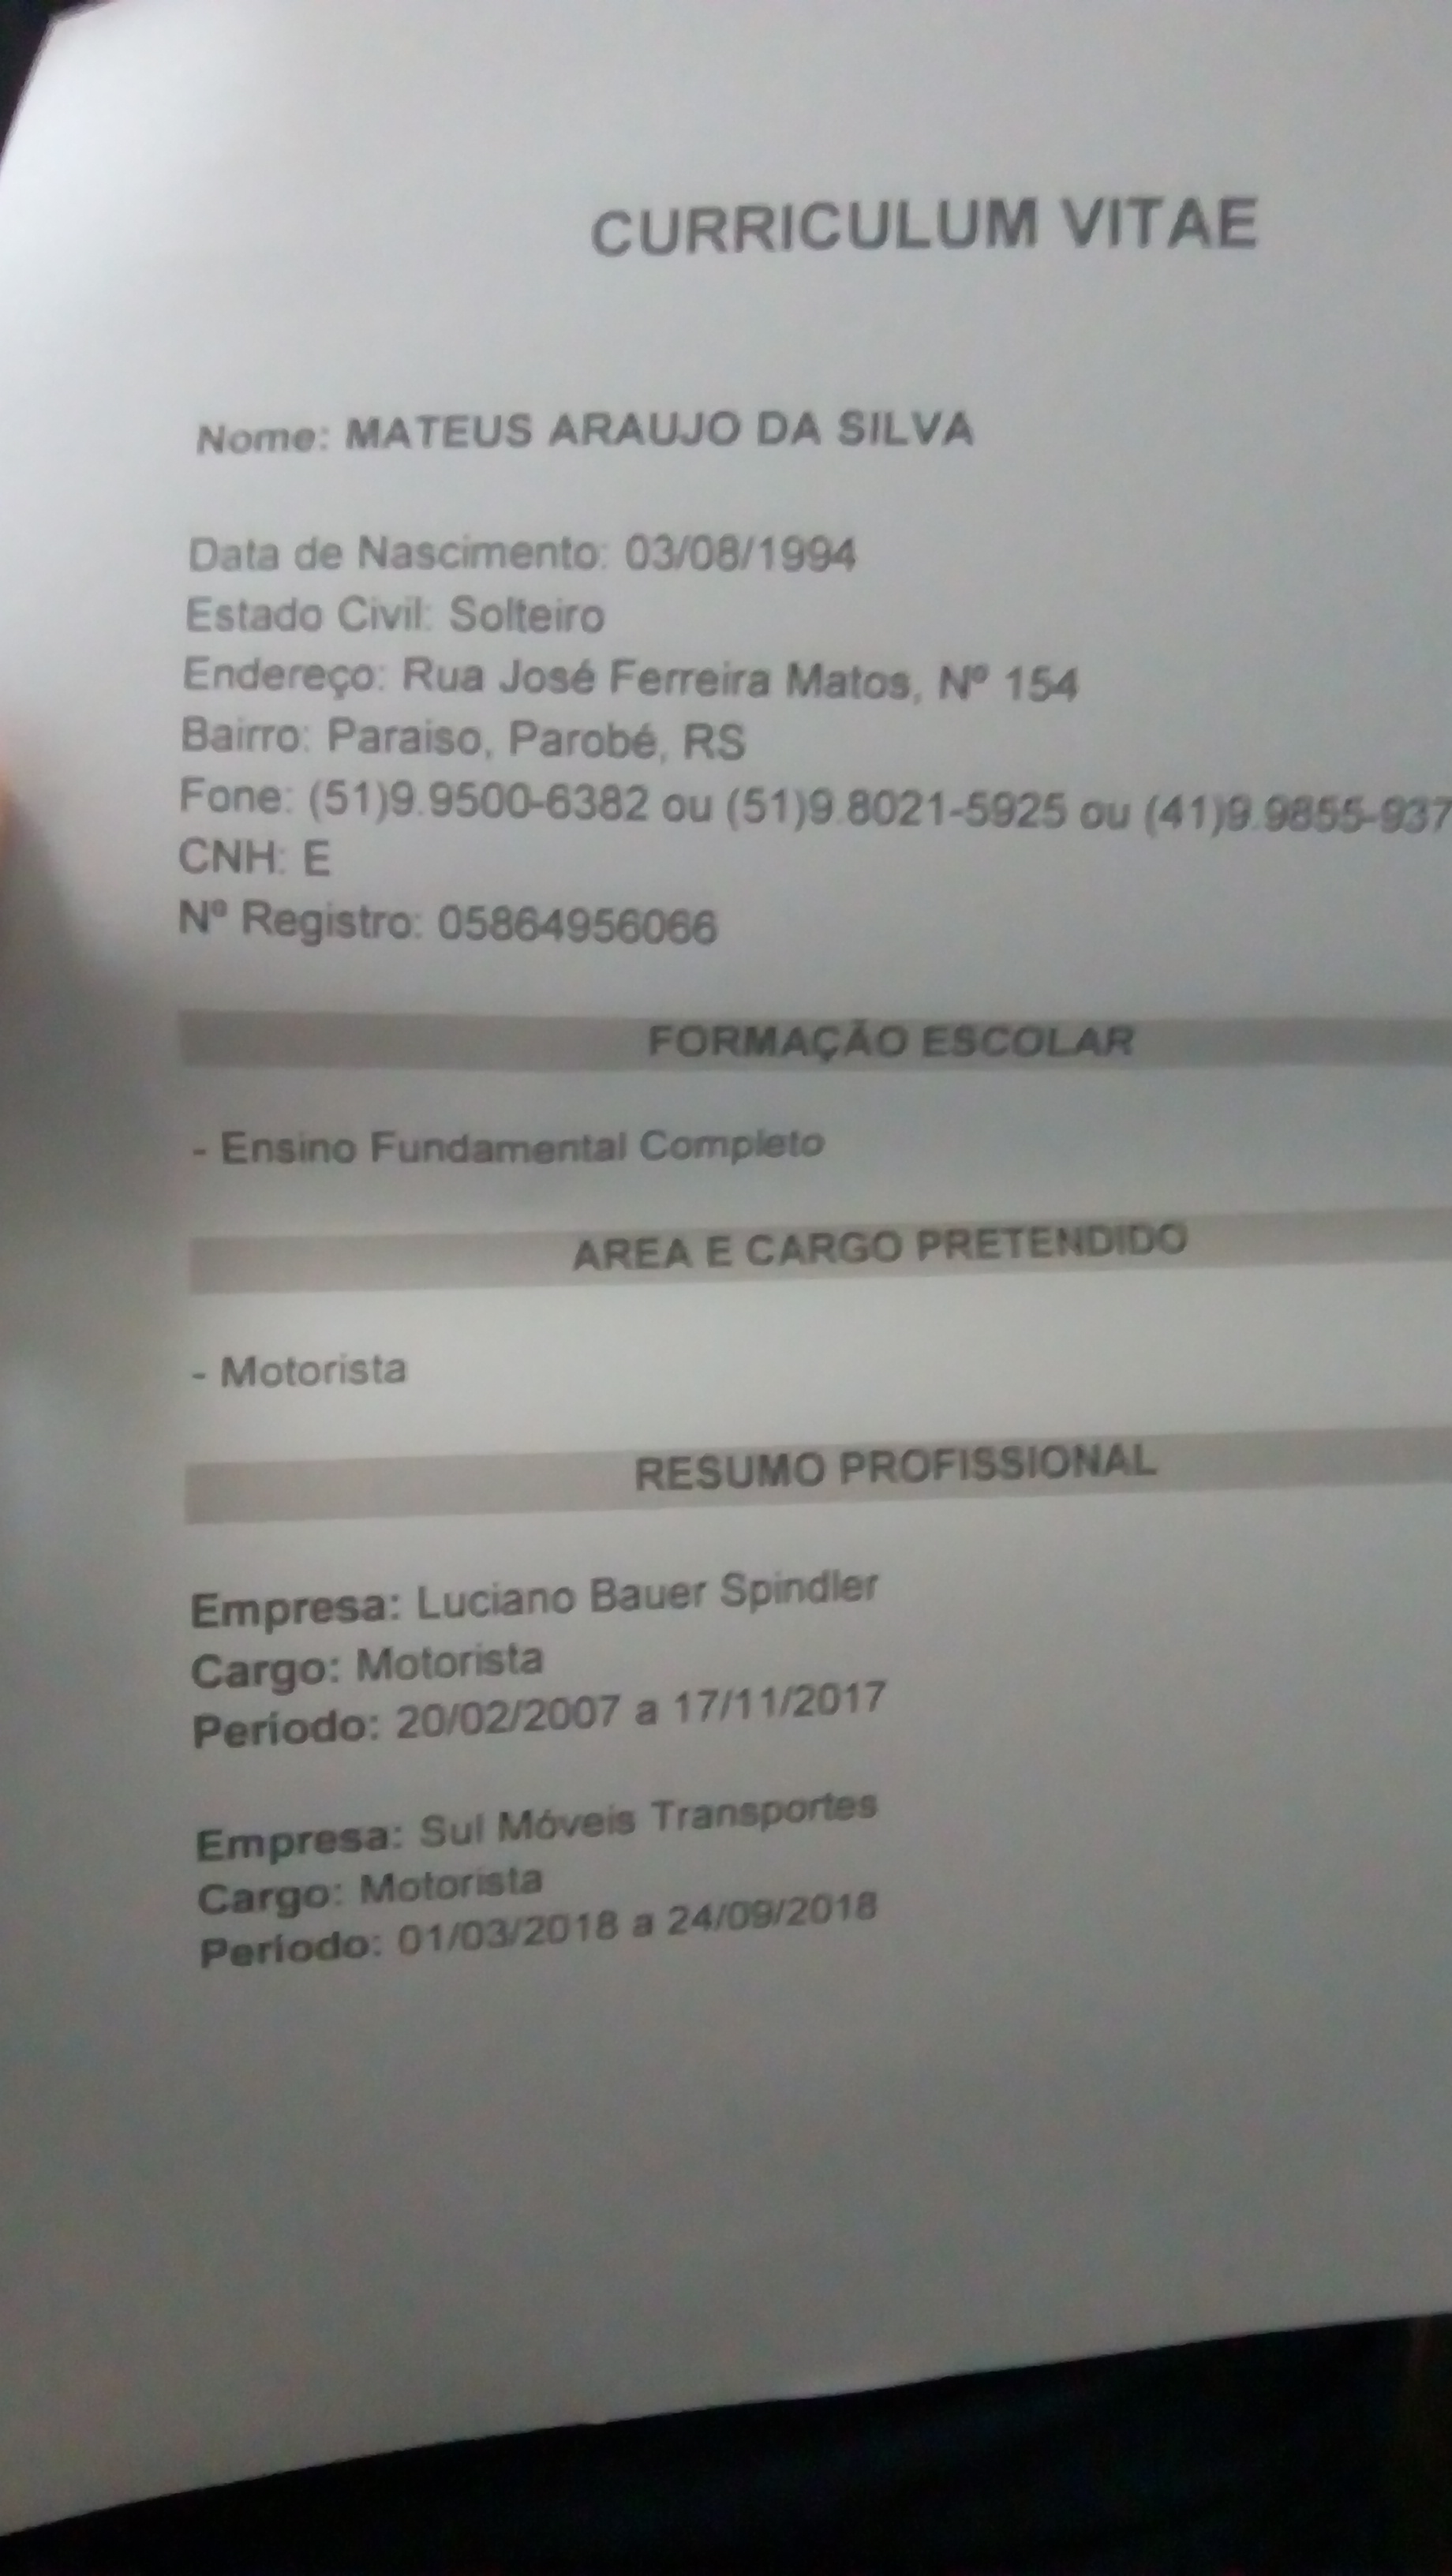 CURRICULUM VITAE
Nome: MATEUS ARAUJO DA SILVA
Data de Nascimento: 03/08/1994
Estado Civil: Solteiro
Endereço: Rua José Ferreira Matos, Nº 154
Bairro: Paraiso, Parobé, RS
Fone: (51)9.9500-6382 ou (51)9.8021-5925 ou (41)9.9855-937
CNH: E
Nº Registro: 05864956066
FORMAÇÃO ESCOLAR
- Ensino Fundamental Completo
AREA E CARGO PRETENDIDO
- Motorista
RESUMO PROFISSIONAL
Empresa: Luciano Bauer Spindler
Cargo: Motorista
Período: 20/02/2007 a 17/11/2017
Empresa: Sul Móveis Transportes
Cargo: Motorista
Período: 01/03/2018 a 24/09/2018